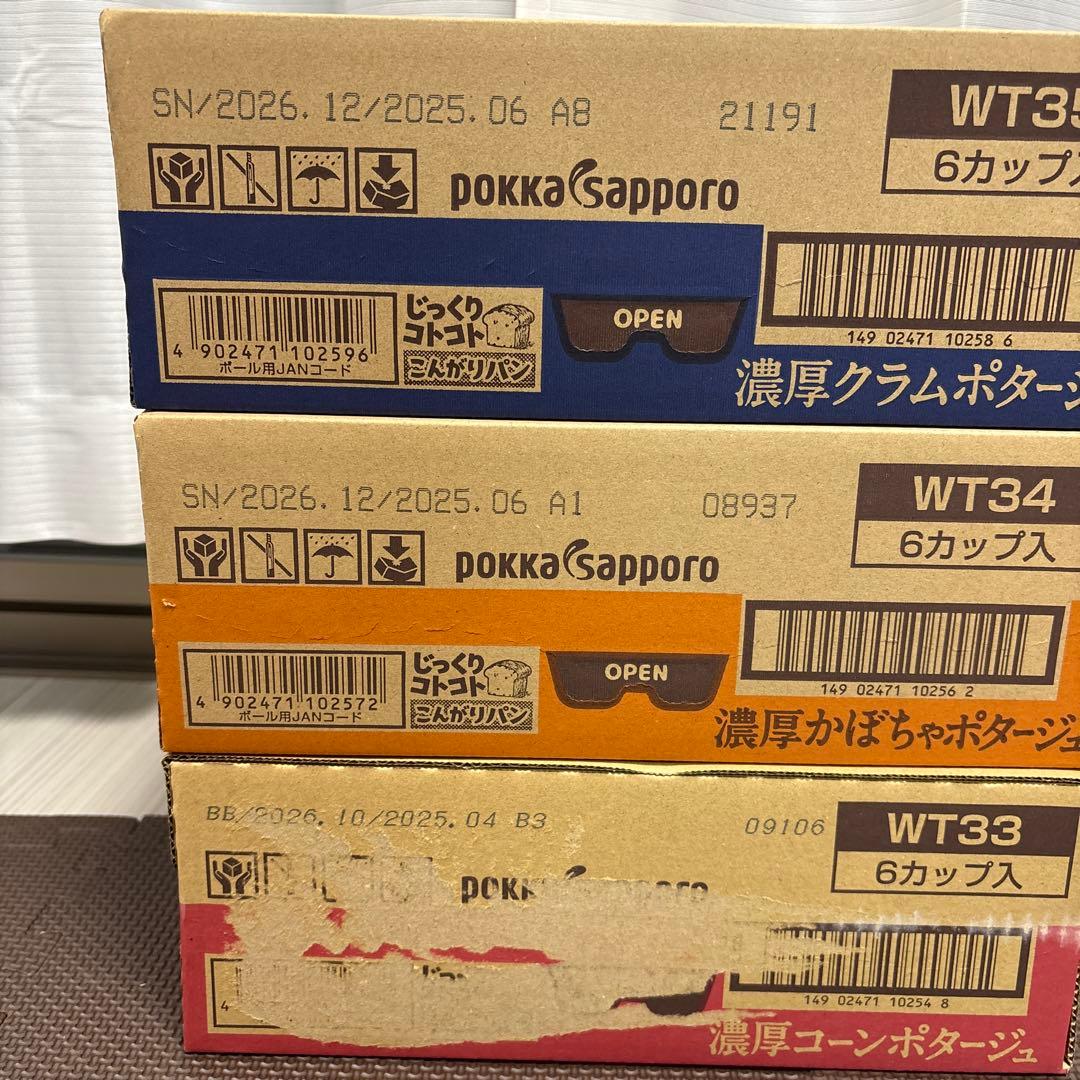 SN/2026.12/2025.06 A8 21191
WT35
6カップ
pokka sapporo
4 902471 102596
ボール用JANコード
じっくり
コトコト
こんがりパン
OPEN
149 02471 10258 6
濃厚クラムポタージ
SN/2026.12/2025.06 A1 08937
WT34
6カップ入
pokka sapporo
4 902471 102572
ボール用JANコード
じっくり
コトコト
こんがりパン
OPEN
149 02471 10256 2
濃厚かぼちゃポタージュ
BB/2026.10/2025.04 B3 09106
WT33
6カップ入
pokka sapporo
4
149 02471 10254 8
濃厚コーンポタージュ